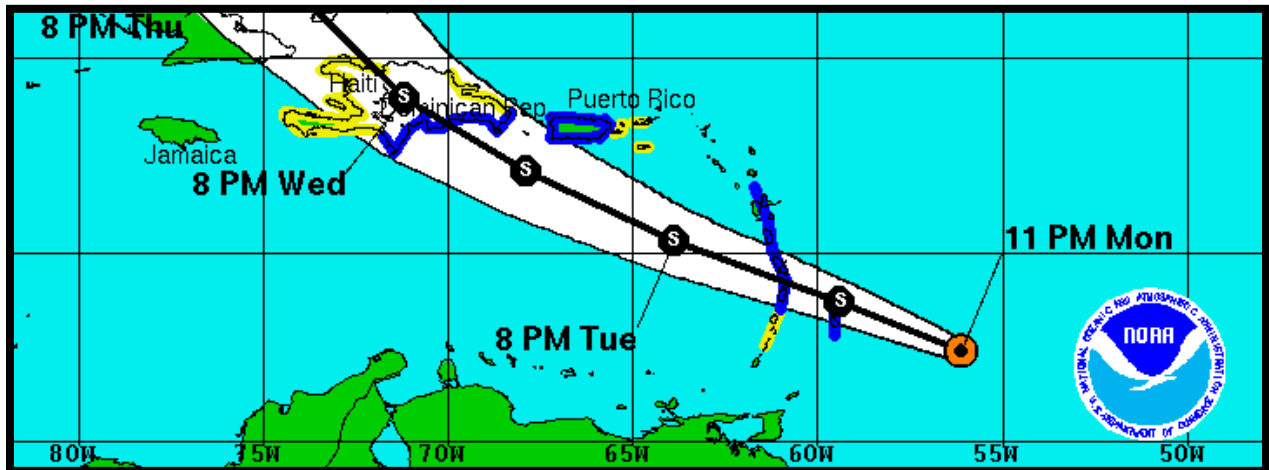 8 PM Thu
Haiti
Dominican Rep.
Puerto Rico
Jamaica
8 PM Wed
S
S
S
S
11 PM Mon
8 PM Tue
NATIONAL OCEANIC AND ATMOSPHERIC ADMINISTRATION
NOAA
U.S. DEPARTMENT OF COMMERCE
80W
75W
70W
65W
60W
55W
50W